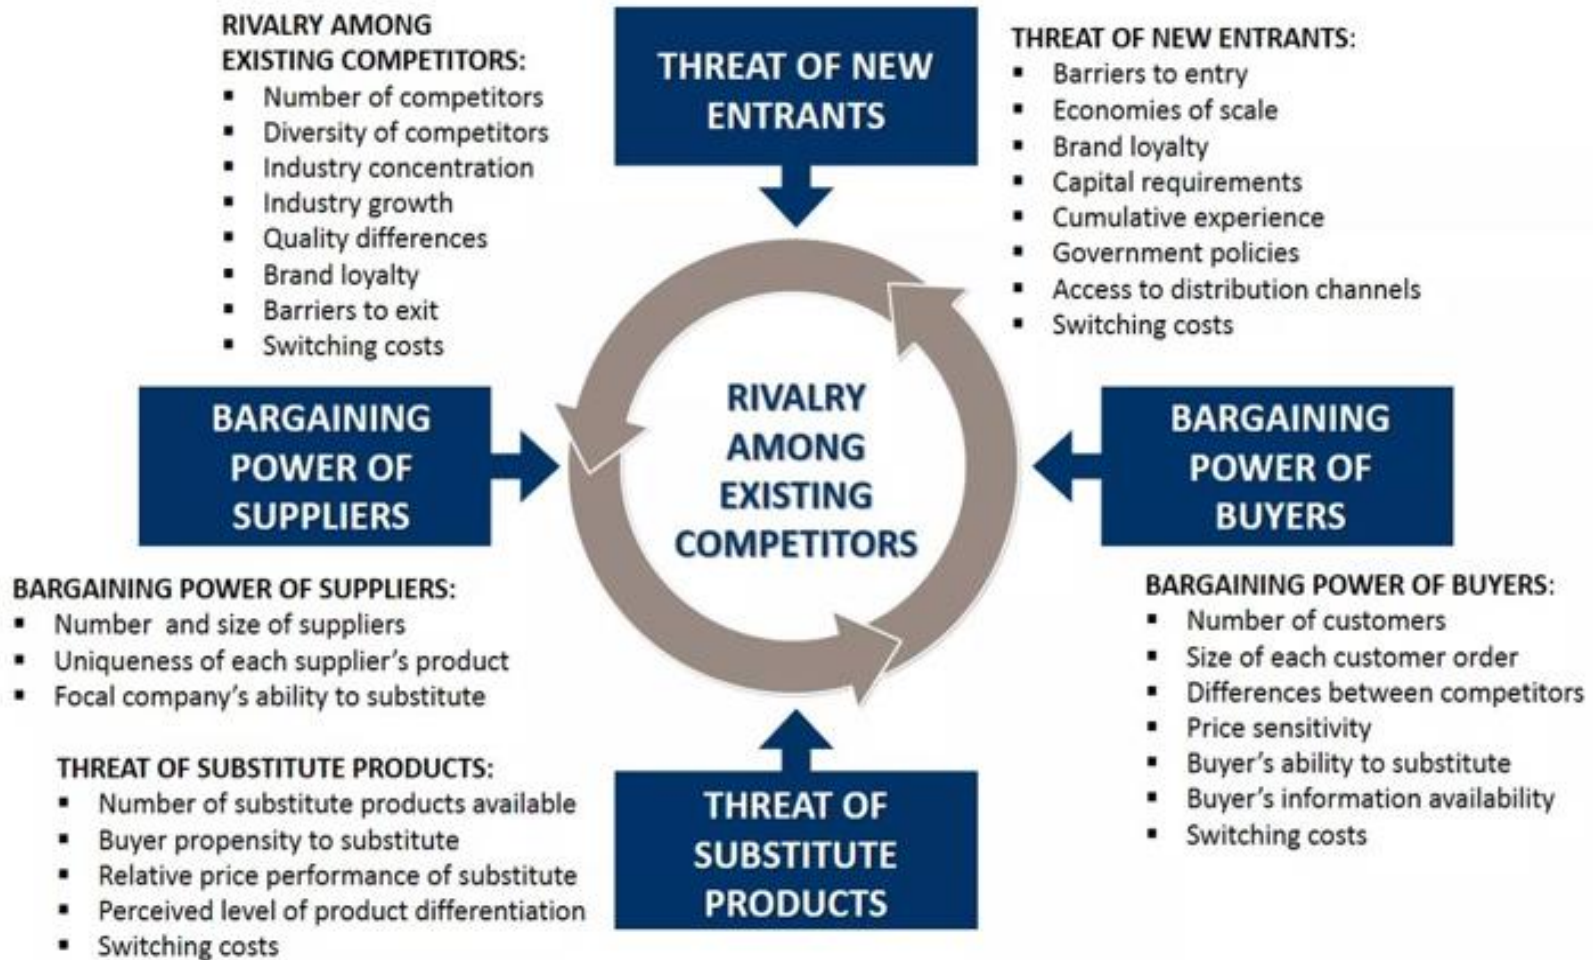 RIVALRY AMONG
EXISTING COMPETITORS:
▪ Number of competitors
▪ Diversity of competitors
▪ Industry concentration
▪ Industry growth
▪ Quality differences
▪ Brand loyalty
▪ Barriers to exit
▪ Switching costs
THREAT OF NEW
ENTRANTS
THREAT OF NEW ENTRANTS:
▪ Barriers to entry
▪ Economies of scale
▪ Brand loyalty
▪ Capital requirements
▪ Cumulative experience
▪ Government policies
▪ Access to distribution channels
▪ Switching costs
BARGAINING
POWER OF
SUPPLIERS
RIVALRY
AMONG
EXISTING
COMPETITORS
BARGAINING
POWER OF
BUYERS
BARGAINING POWER OF SUPPLIERS:
▪ Number and size of suppliers
▪ Uniqueness of each supplier's product
▪ Focal company's ability to substitute
BARGAINING POWER OF BUYERS:
▪ Number of customers
▪ Size of each customer order
▪ Differences between competitors
▪ Price sensitivity
▪ Buyer's ability to substitute
▪ Buyer's information availability
▪ Switching costs
THREAT OF SUBSTITUTE PRODUCTS:
▪ Number of substitute products available
▪ Buyer propensity to substitute
▪ Relative price performance of substitute
▪ Perceived level of product differentiation
▪ Switching costs
THREAT OF
SUBSTITUTE
PRODUCTS